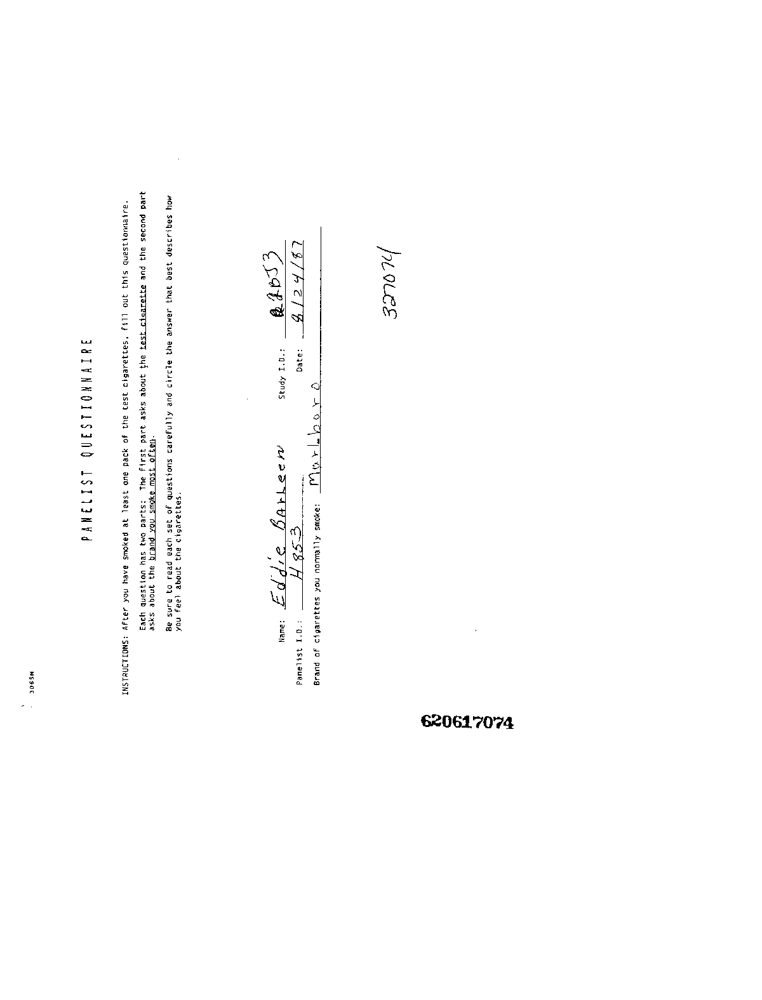 3065M
PANELIST QUESTIONNAIRE
INSTRUCTIONS: After you have smoked at least one pack of the test cigarettes, fill out this questionnaire.
Each question has two parts: The first part asks about the test cigarette and the second part
asks about the brand you smoke most often.
Be sure to read each set of questions carefully and circle the answer that best describes how
you feel about the cigarettes.
Name: Eddie Barleen Study I.D.:
Panelist I.D.: 4853 Date: 8/24/87
Brand of cigarettes you normally smoke: Marlboro
327074
620617074